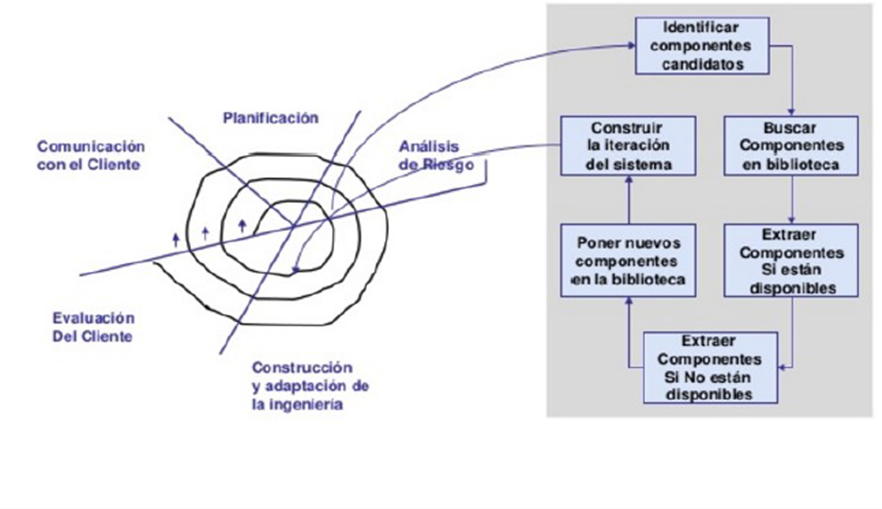 Planificación
Comunicación
con el Cliente
Análisis
de Riesgo
Evaluación
Del Cliente
Construcción
y adaptación de
la ingeniería
Identificar
componentes
candidatos
Buscar
Componentes
en biblioteca
Extraer
Componentes
Si están
disponibles
Extraer
Componentes
Si No están
disponibles
Poner nuevos
componentes
en la biblioteca
Construir
la iteración
del sistema